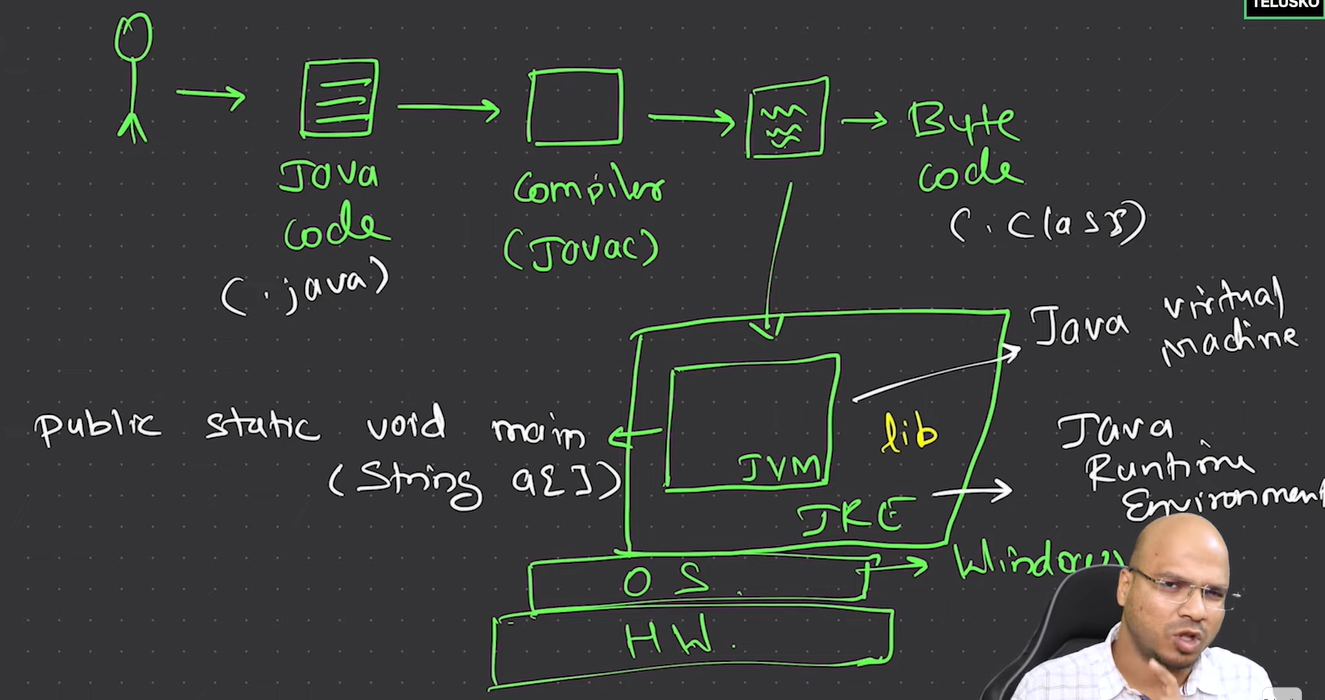 TELUSKO
Java
code
(.java)
Compiler
(Javac)
Byte
code
(.class)
Java virtual
Machine
public static void main
(String a[])
JVM
lib
JRE
Java
Runtime
Environment
OS.
HW.